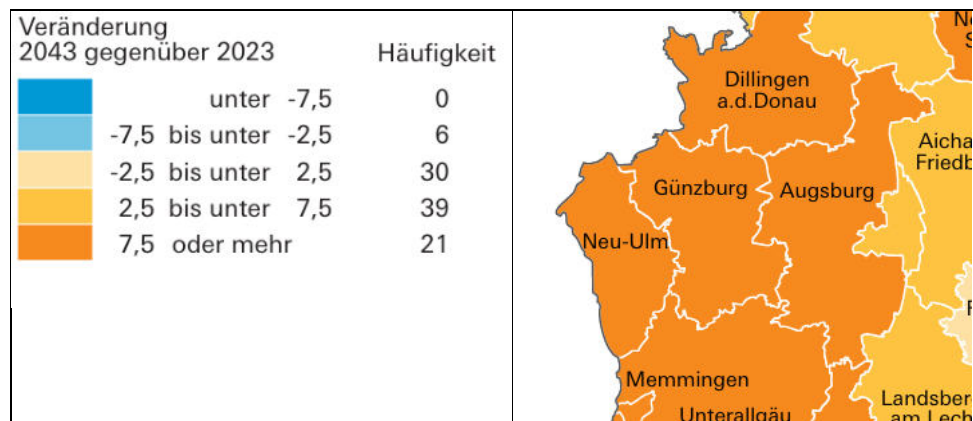 Veränderung
2043 gegenüber 2023
Häufigkeit
unter -7,5 0
-7,5 bis unter -2,5 6
-2,5 bis unter 2,5 30
2,5 bis unter 7,5 39
7,5 oder mehr 21
Dillingen
a.d.Donau
Günzburg
Augsburg
Neu-Ulm
Memmingen
Unterallgäu